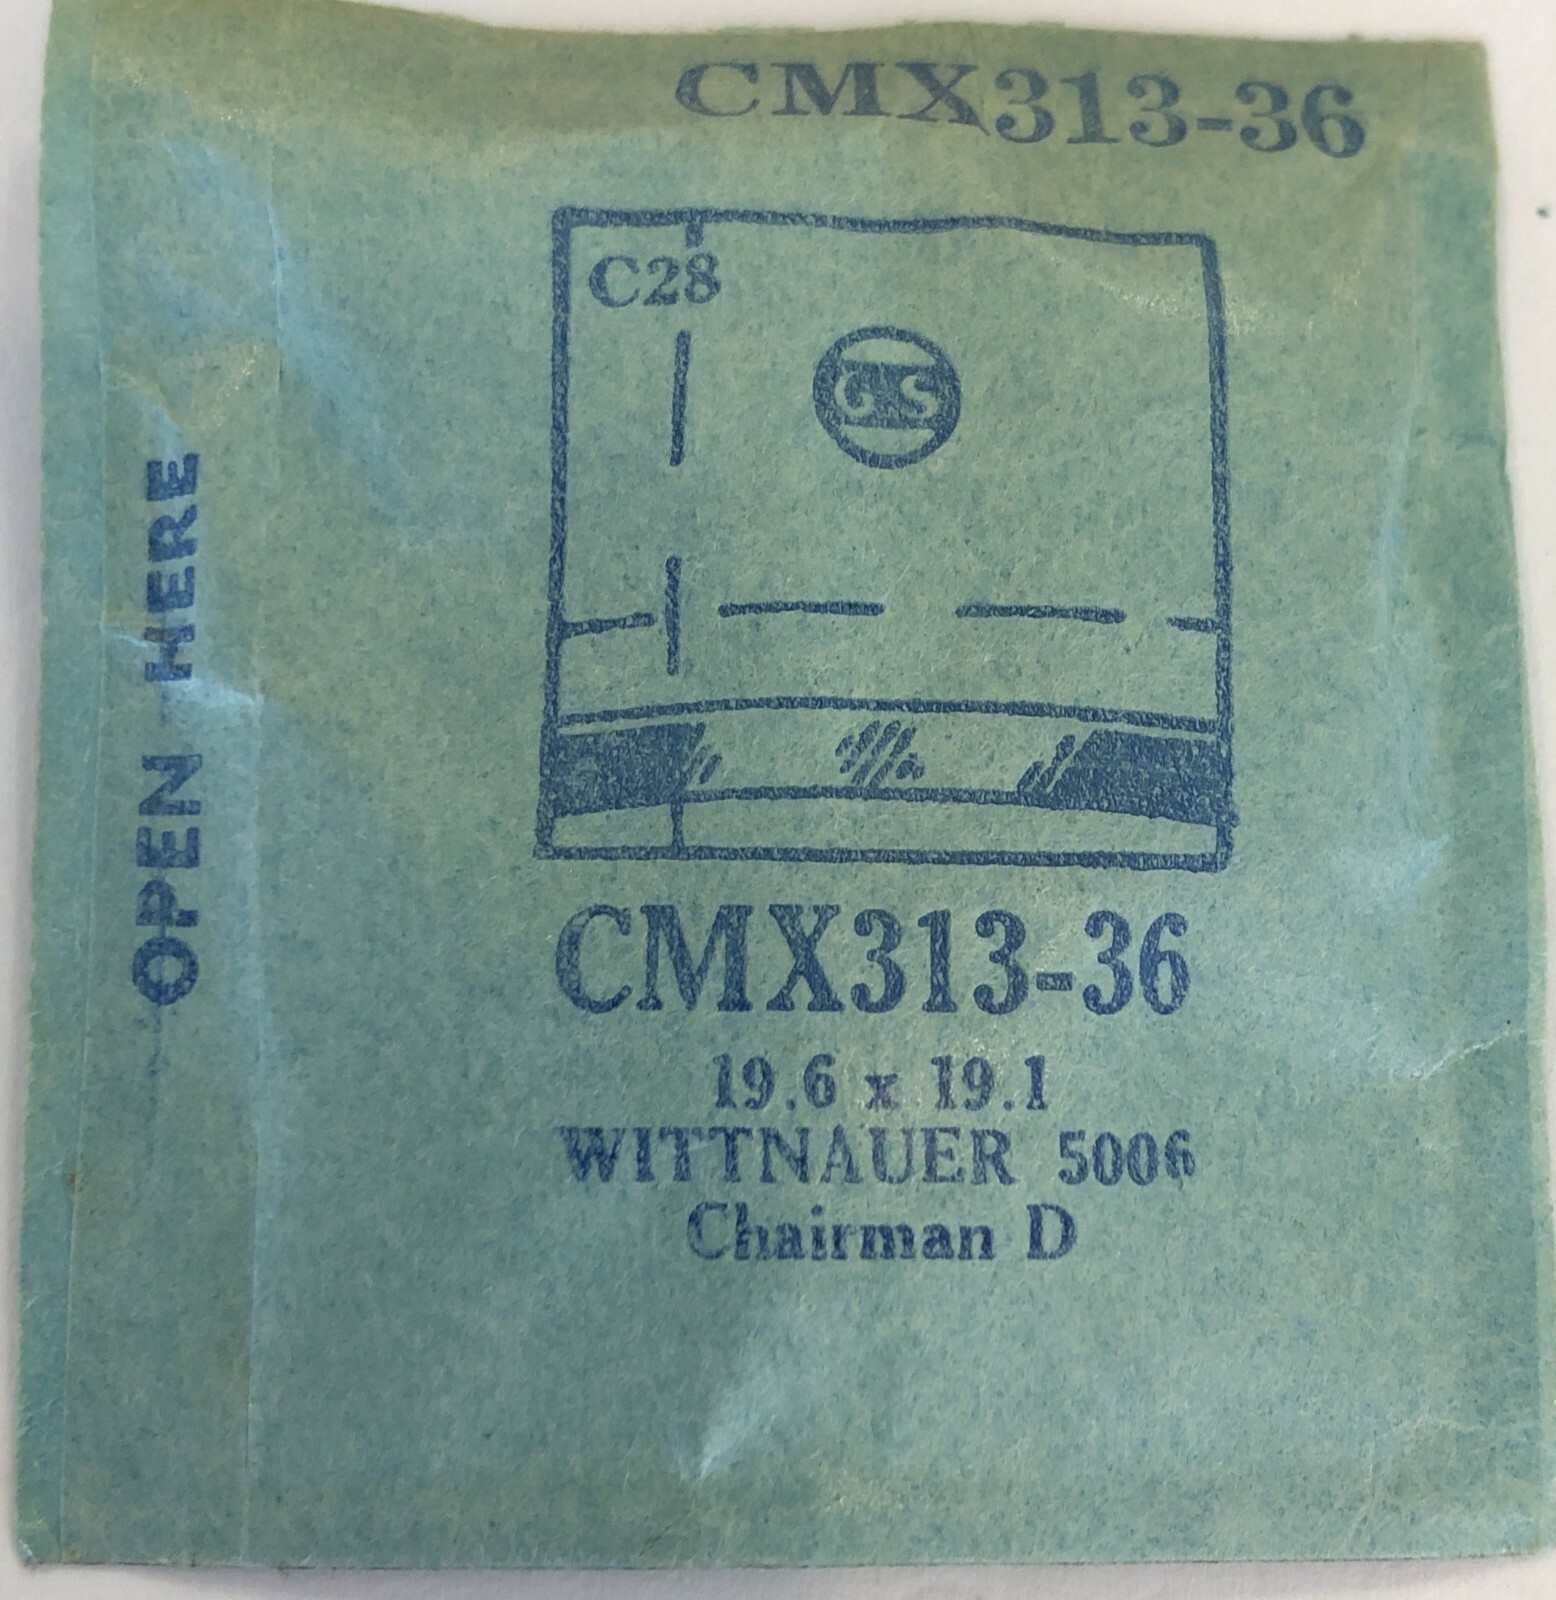 CMX313-36
C28
GS
OPEN HERE
CMX313-36
19.6 x 19.1
WITTNAUER 5006
Chairman D